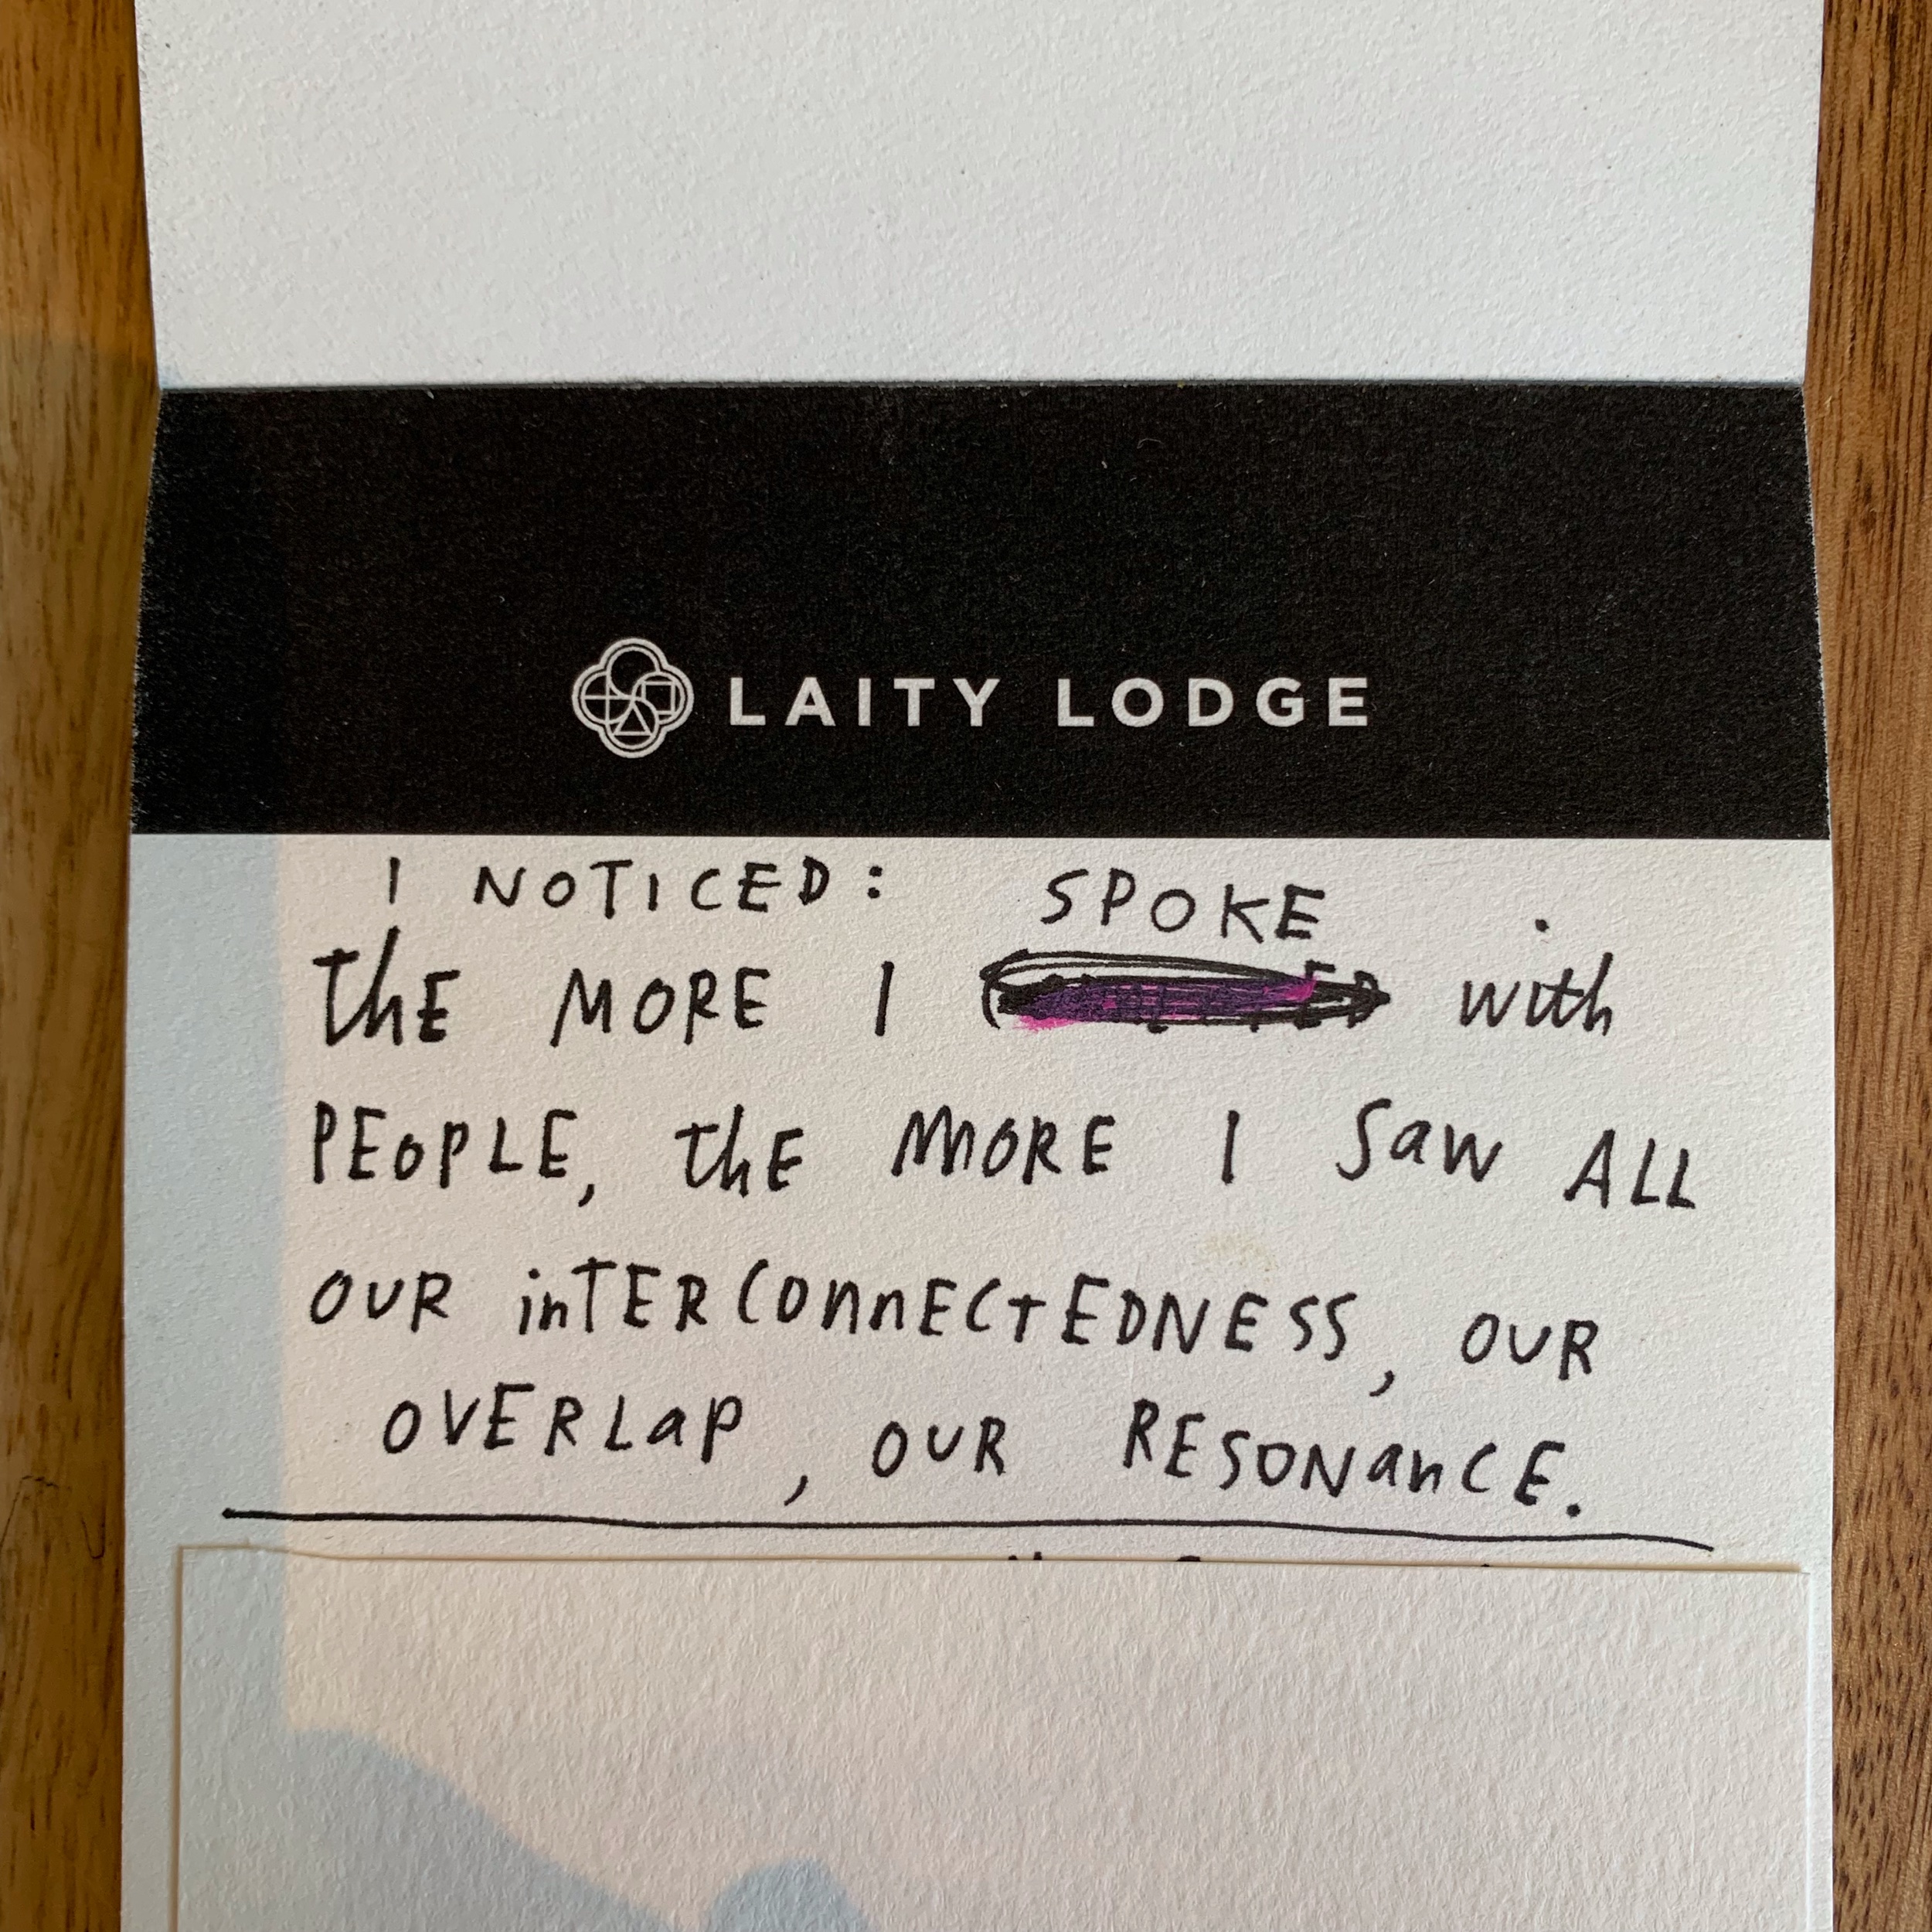 LAITY LODGE
I NOTICED:
SPOKE
thE MORE I with
PEOPLE, thE MORE I Saw ALL
OUR inTERCOnnECTEDNESS, OUR
OVERLaP, OUR RESONanCE.